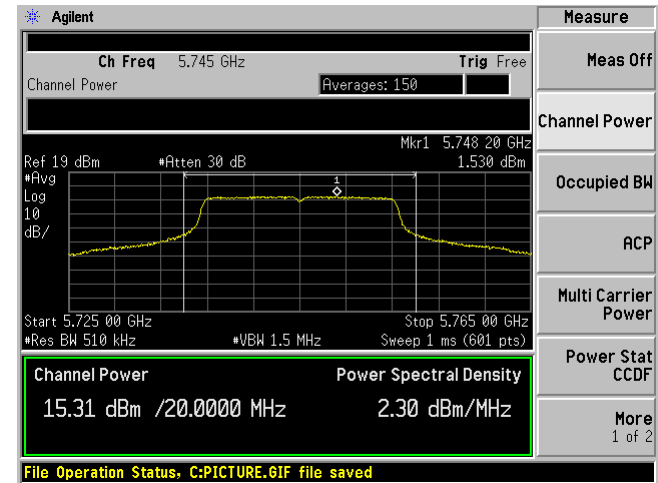 Agilent
Measure
Ch Freq 5.745 GHz Trig Free
Channel Power Averages: 150
Mkr1 5.748 20 GHz
Ref 19 dBm #Atten 30 dB 1.530 dBm
#Avg
Log
10
dB/
1
Start 5.725 00 GHz Stop 5.765 00 GHz
#Res BW 510 kHz #VBW 1.5 MHz Sweep 1 ms (601 pts)
Channel Power Power Spectral Density
15.31 dBm /20.0000 MHz 2.30 dBm/MHz
File Operation Status, C:PICTURE.GIF file saved
Meas Off
Channel Power
Occupied BW
ACP
Multi Carrier
Power
Power Stat
CCDF
More
1 of 2